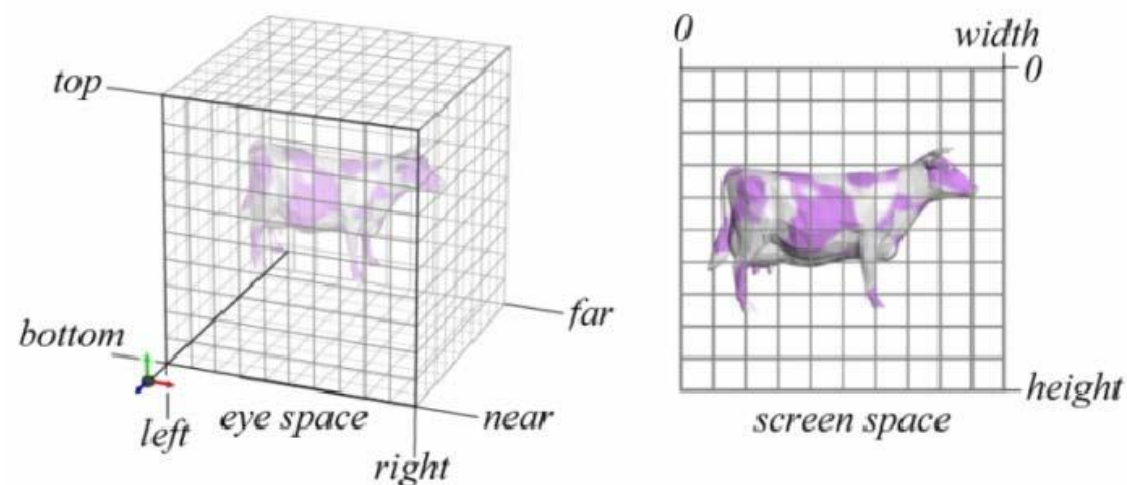 top
bottom
left
eye space
right
near
far
0
width
0
height
screen space